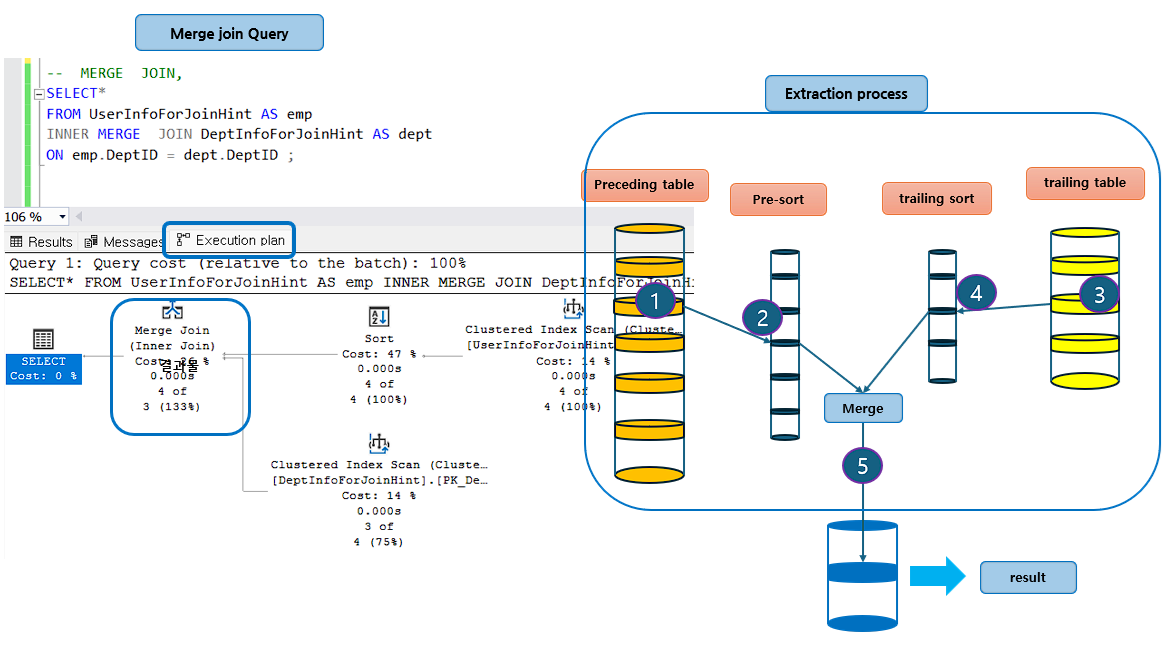 Merge join Query
-- MERGE JOIN,
SELECT*
FROM UserInfoForJoinHint AS emp
INNER MERGE JOIN DeptInfoForJoinHint AS dept
ON emp.DeptID = dept.DeptID ;
106 %
Results Messages Execution plan
Query 1: Query cost (relative to the batch): 100%
SELECT* FROM UserInfoForJoinHint AS emp INNER MERGE JOIN DeptInfoForJoinHi
SELECT
Cost: 0 %
Merge Join
(Inner Join)
Cost: 26 %
결과물
0.000s
4 of
3 (133%)
Sort
Cost: 47 %
0.000s
4 of
4 (100%)
Clustered Index Scan (Cluste…
[UserInfoForJoinHint
Cost: 14 %
0.000s
4 of
4 (100%)
Clustered Index Scan (Cluste…
[DeptInfoForJoinHint].[PK_De…
Cost: 14 %
0.000s
3 of
4 (75%)
Extraction process
Preceding table
Pre-sort
trailing sort
trailing table
1
2
4
3
Merge
5
result